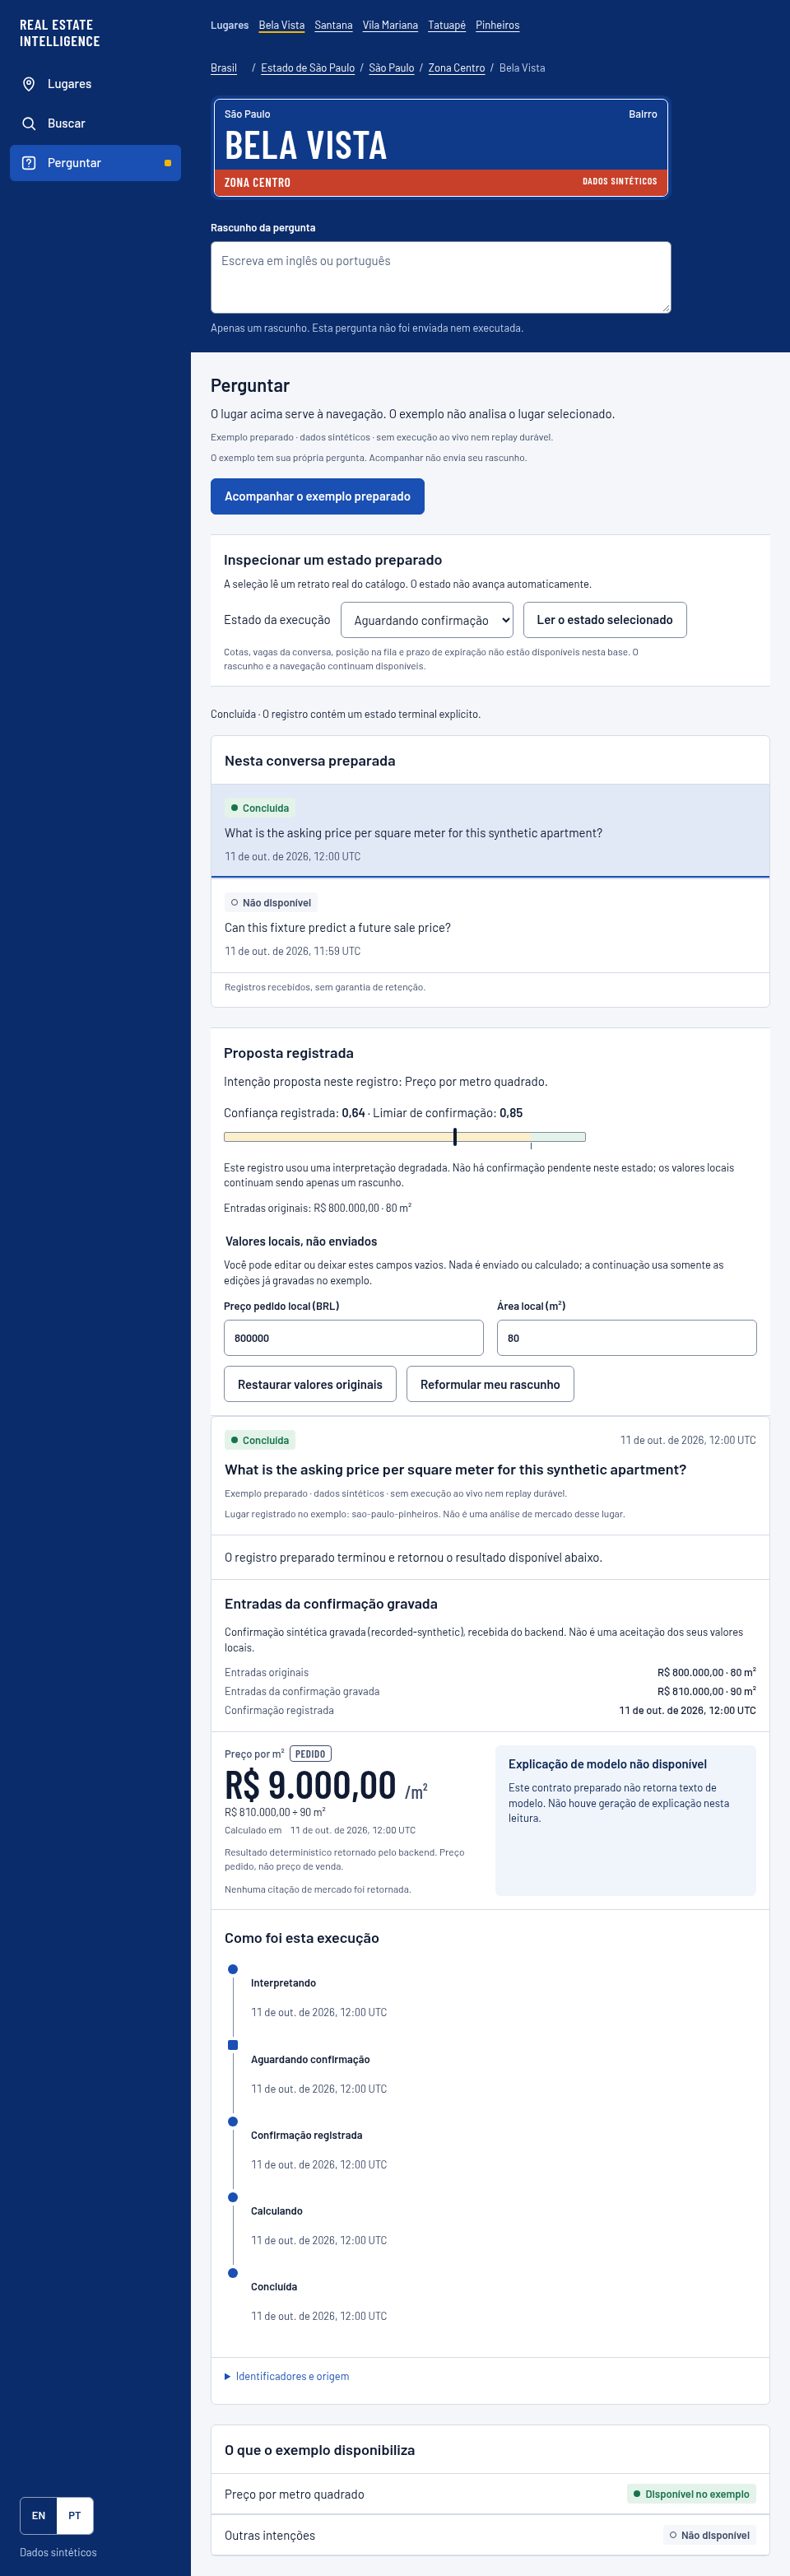 REAL ESTATE
INTELLIGENCE
Lugares
Buscar
Perguntar
Lugares Bela Vista Santana Vila Mariana Tatuapé Pinheiros
Brasil / Estado de São Paulo / São Paulo / Zona Centro / Bela Vista
São Paulo Bairro
BELA VISTA
ZONA CENTRO DADOS SINTÉTICOS
Rascunho da pergunta
Escreva em inglês ou português
Apenas um rascunho. Esta pergunta não foi enviada nem executada.
Perguntar
O lugar acima serve à navegação. O exemplo não analisa o lugar selecionado.
Exemplo preparado · dados sintéticos · sem execução ao vivo nem replay durável.
O exemplo tem sua própria pergunta. Acompanhar não envia seu rascunho.
Acompanhar o exemplo preparado
Inspecionar um estado preparado
A seleção lê um retrato real do catálogo. O estado não avança automaticamente.
Estado da execução Aguardando confirmação Ler o estado selecionado
Cotas, vagas da conversa, posição na fila e prazo de expiração não estão disponíveis nesta base. O
rascunho e a navegação continuam disponíveis.
Concluída · O registro contém um estado terminal explícito.
Nesta conversa preparada
Concluída
What is the asking price per square meter for this synthetic apartment?
11 de out. de 2026, 12:00 UTC
Não disponível
Can this fixture predict a future sale price?
11 de out. de 2026, 11:59 UTC
Registros recebidos, sem garantia de retenção.
Proposta registrada
Intenção proposta neste registro: Preço por metro quadrado.
Confiança registrada: 0,64 · Limiar de confirmação: 0,85
Este registro usou uma interpretação degradada. Não há confirmação pendente neste estado; os valores locais
continuam sendo apenas um rascunho.
Entradas originais: R$ 800.000,00 · 80 m²
Valores locais, não enviados
Você pode editar ou deixar estes campos vazios. Nada é enviado ou calculado; a continuação usa somente as
edições já gravadas no exemplo.
Preço pedido local (BRL) Área local (m²)
800000 80
Restaurar valores originais Reformular meu rascunho
Concluída 11 de out. de 2026, 12:00 UTC
What is the asking price per square meter for this synthetic apartment?
Exemplo preparado · dados sintéticos · sem execução ao vivo nem replay durável.
Lugar registrado no exemplo: sao-paulo-pinheiros. Não é uma análise de mercado desse lugar.
O registro preparado terminou e retornou o resultado disponível abaixo.
Entradas da confirmação gravada
Confirmação sintética gravada (recorded-synthetic), recebida do backend. Não é uma aceitação dos seus valores
locais.
Entradas originais R$ 800.000,00 · 80 m²
Entradas da confirmação gravada R$ 810.000,00 · 90 m²
Confirmação registrada 11 de out. de 2026, 12:00 UTC
Preço por m² PEDIDO
R$ 9.000,00 /m²
R$ 810.000,00 ÷ 90 m²
Calculado em 11 de out. de 2026, 12:00 UTC
Resultado determinístico retornado pelo backend. Preço
pedido, não preço de venda.
Nenhuma citação de mercado foi retornada.
Explicação de modelo não disponível
Este contrato preparado não retorna texto de
modelo. Não houve geração de explicação nesta
leitura.
Como foi esta execução
Interpretando
11 de out. de 2026, 12:00 UTC
Aguardando confirmação
11 de out. de 2026, 12:00 UTC
Confirmação registrada
11 de out. de 2026, 12:00 UTC
Calculando
11 de out. de 2026, 12:00 UTC
Concluída
11 de out. de 2026, 12:00 UTC
Identificadores e origem
O que o exemplo disponibiliza
Preço por metro quadrado Disponível no exemplo
Outras intenções Não disponível
EN PT
Dados sintéticos